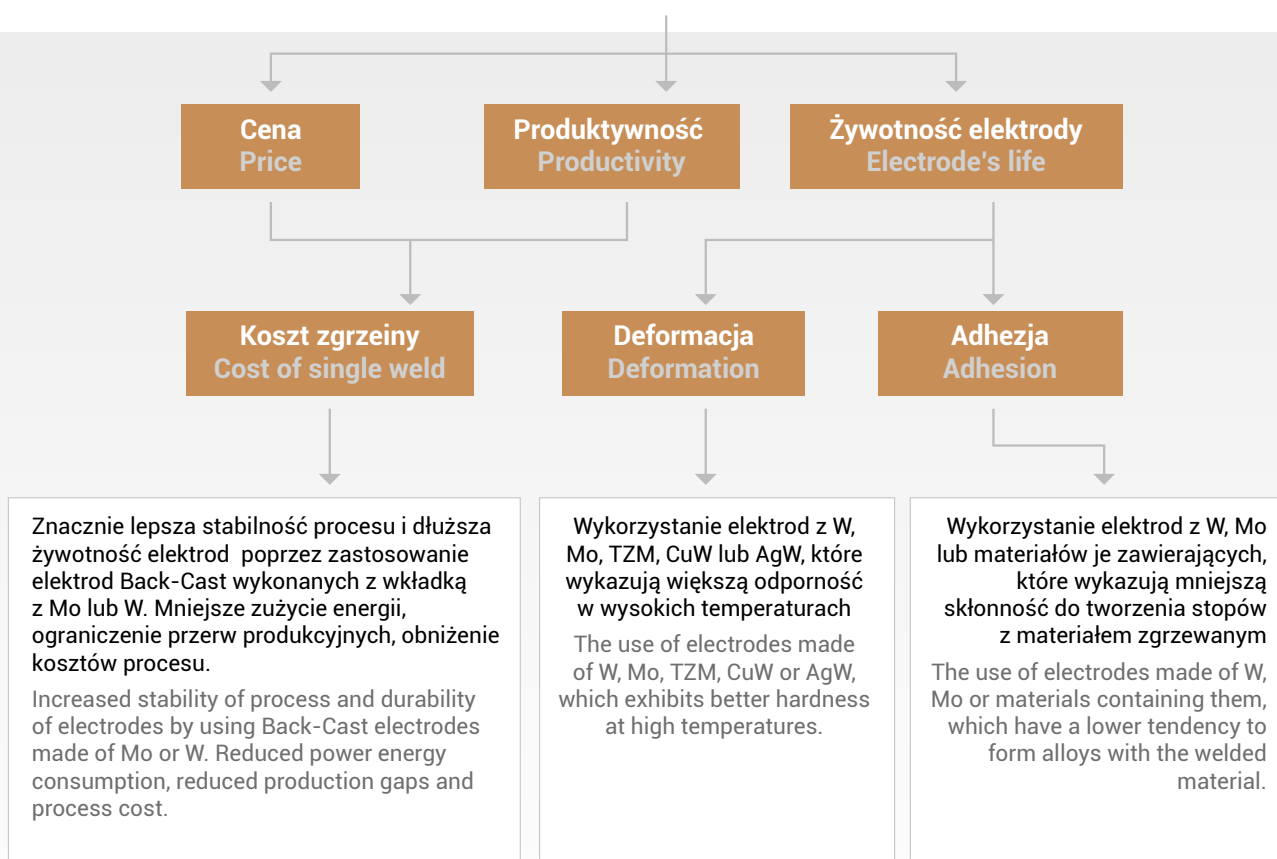 Cena
Price
Produktywność
Productivity
Żywotność elektrody
Electrode's life
Koszt zgrzeiny
Cost of single weld
Deformacja
Deformation
Adhezja
Adhesion
Znacznie lepsza stabilność procesu i dłuższa
żywotność elektrod poprzez zastosowanie
elektrod Back-Cast wykonanych z wkładką
z Mo lub W. Mniejsze zużycie energii,
ograniczenie przerw produkcyjnych, obniżenie
kosztów procesu.
Increased stability of process and durability
of electrodes by using Back-Cast electrodes
made of Mo or W. Reduced power energy
consumption, reduced production gaps and
process cost.
Wykorzystanie elektrod z W,
Mo, TZM, CuW lub AgW, które
wykazują większą odporność
w wysokich temperaturach
The use of electrodes made
of W, Mo, TZM, CuW or AgW,
which exhibits better hardness
at high temperatures.
Wykorzystanie elektrod z W, Mo
lub materiałów je zawierających,
które wykazują mniejszą
skłonność do tworzenia stopów
z materiałem zgrzewanym
The use of electrodes made of W,
Mo or materials containing them,
which have a lower tendency to
form alloys with the welded
material.